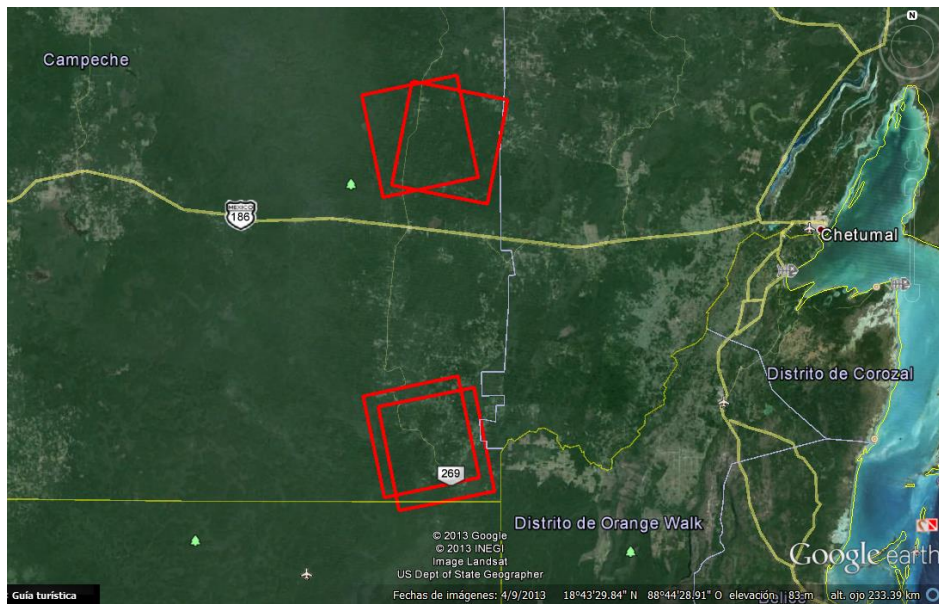 N
Campeche
MEXICO
186
Chetumal
Distrito de Corozal
269
Distrito de Orange Walk
© 2013 Google
© 2013 INEGI
Image Landsat
US Dept of State Geographer
Google earth
Guía turística
Fechas de imágenes: 4/9/2013 18°43'29.84" N 88°44'28.91" O elevación 83 m alt. ojo 233.39 km
Belice